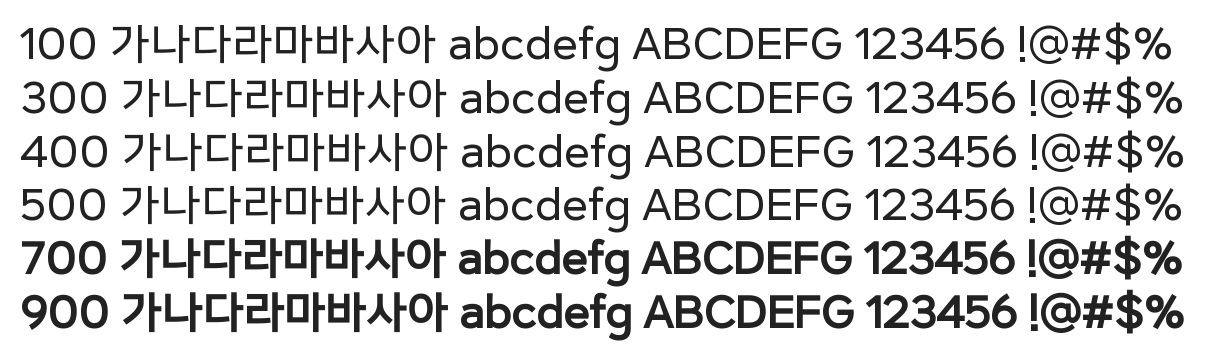 100 가나다라마바사아 abcdefg ABCDEFG 123456 !@#$%
300 가나다라마바사아 abcdefg ABCDEFG 123456 !@#$%
400 가나다라마바사아 abcdefg ABCDEFG 123456 !@#$%
500 가나다라마바사아 abcdefg ABCDEFG 123456 !@#$%
700 가나다라마바사아 abcdefg ABCDEFG 123456 !@#$%
900 가나다라마바사아 abcdefg ABCDEFG 123456 !@#$%